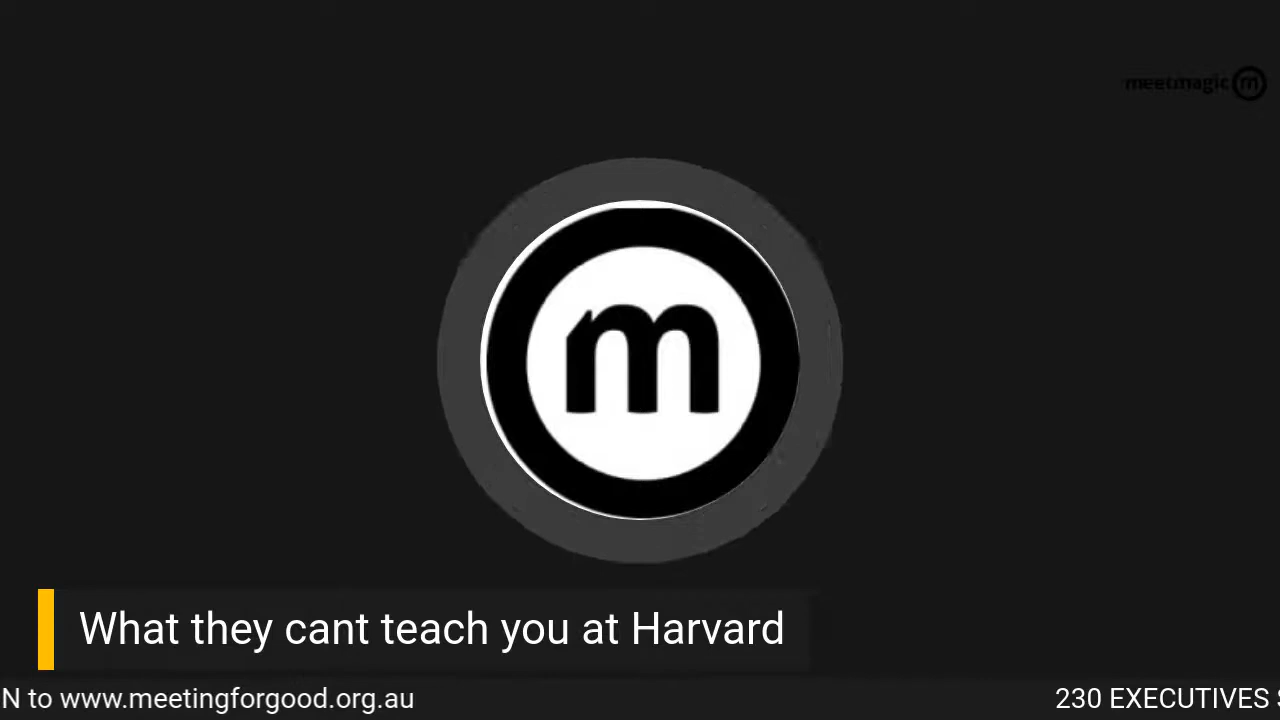 meetmagic m
m
What they cant teach you at Harvard
N to www.meetingforgood.org.au
230 EXECUTIVES